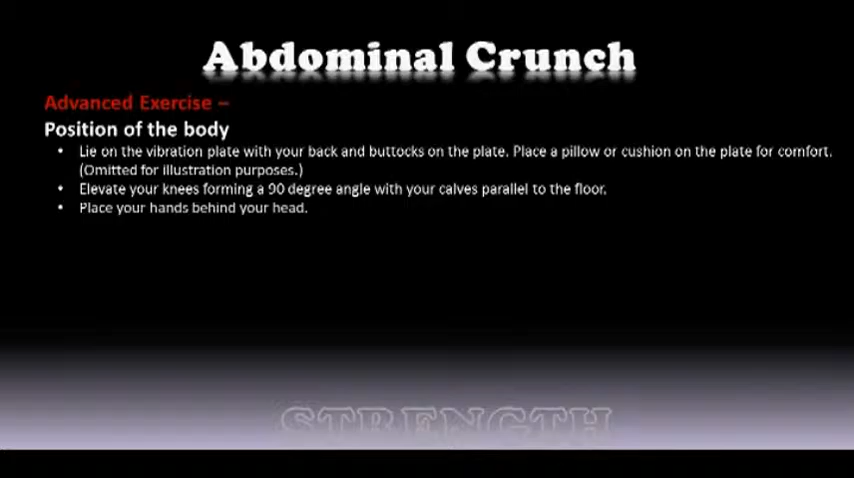 Abdominal Crunch
Advanced Exercise –
Position of the body
• Lie on the vibration plate with your back and buttocks on the plate. Place a pillow or cushion on the plate for comfort.
(Omitted for illustration purposes.)
• Elevate your knees forming a 90 degree angle with your calves parallel to the floor.
• Place your hands behind your head.
STRENGTH